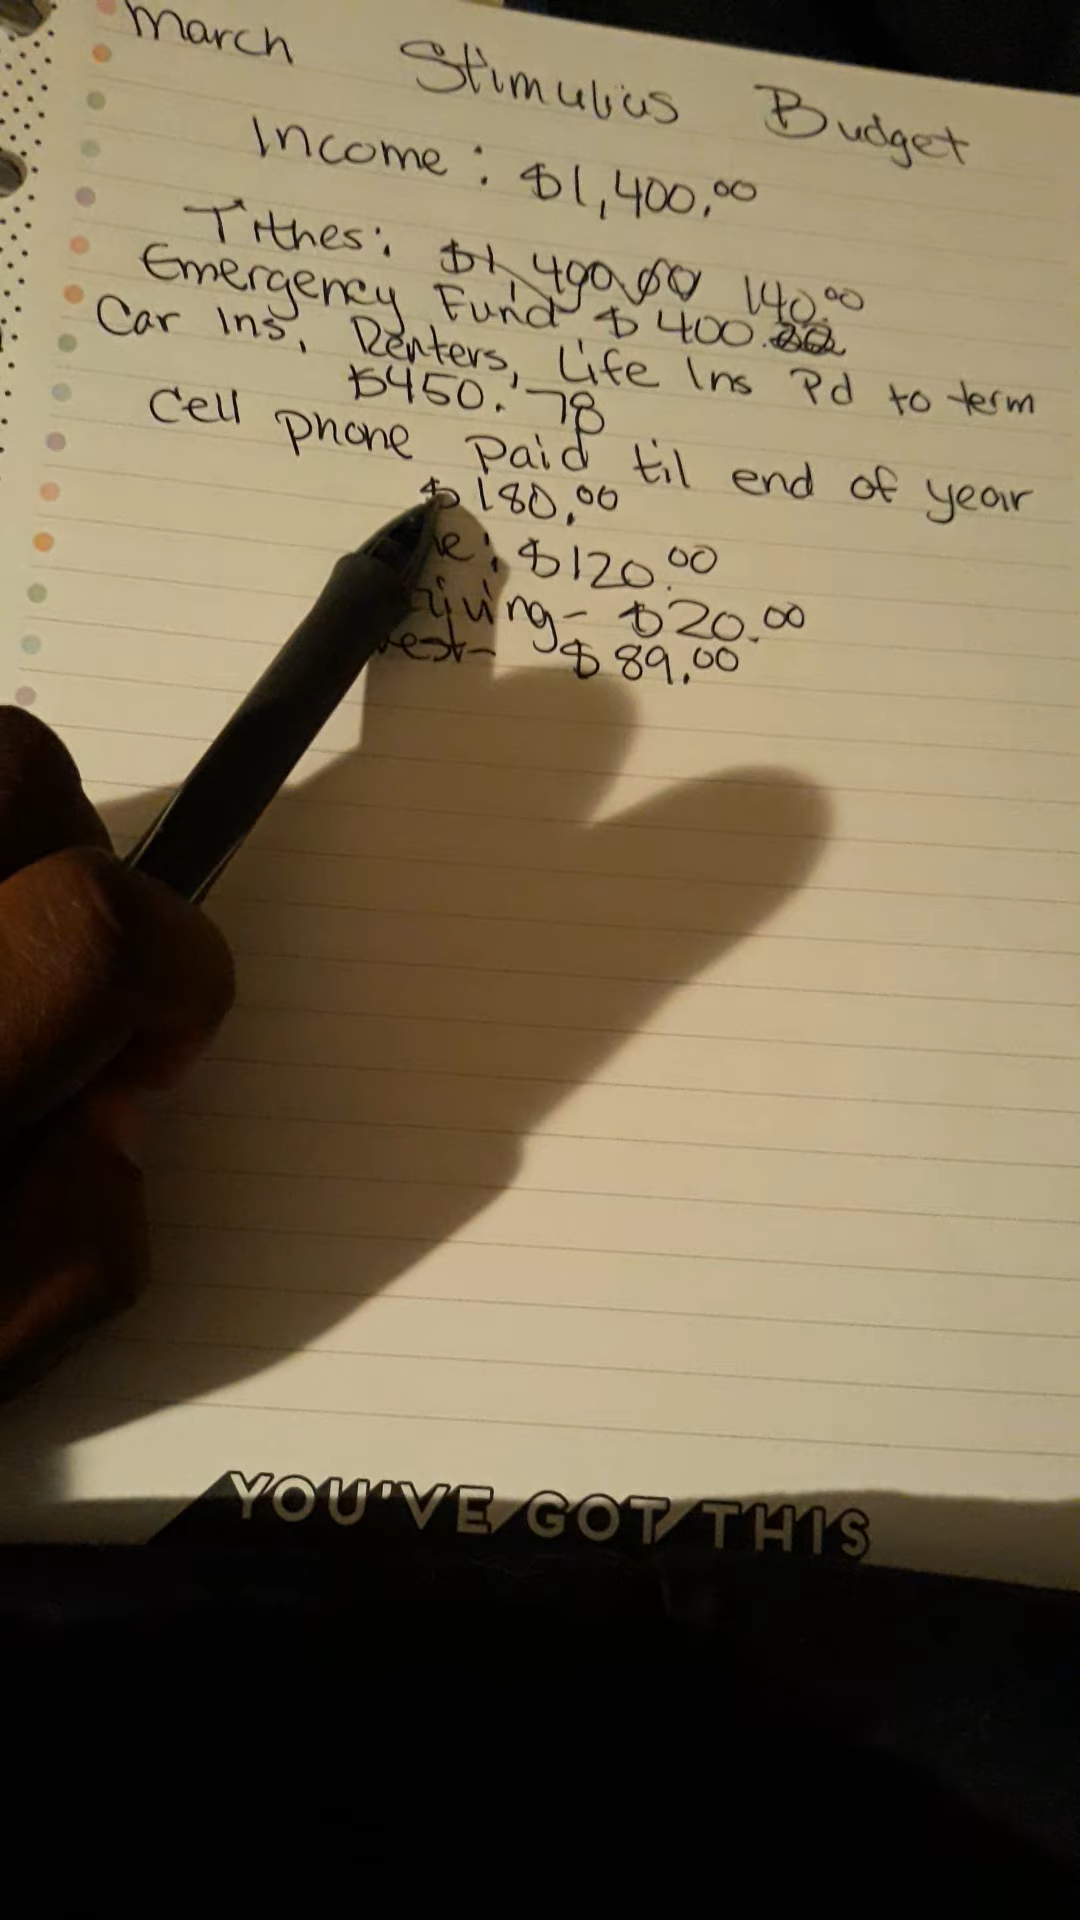 March Stimulus Budget
Income: $1,400.00
Tithes: $1,400.00 140.00
Emergency Fund $400.00
Car Ins, Renters, Life Ins Pd to term
$450.78
Cell phone paid til end of year
$180.00
$120.00
$20.00
$89.00
YOU'VE GOT THIS